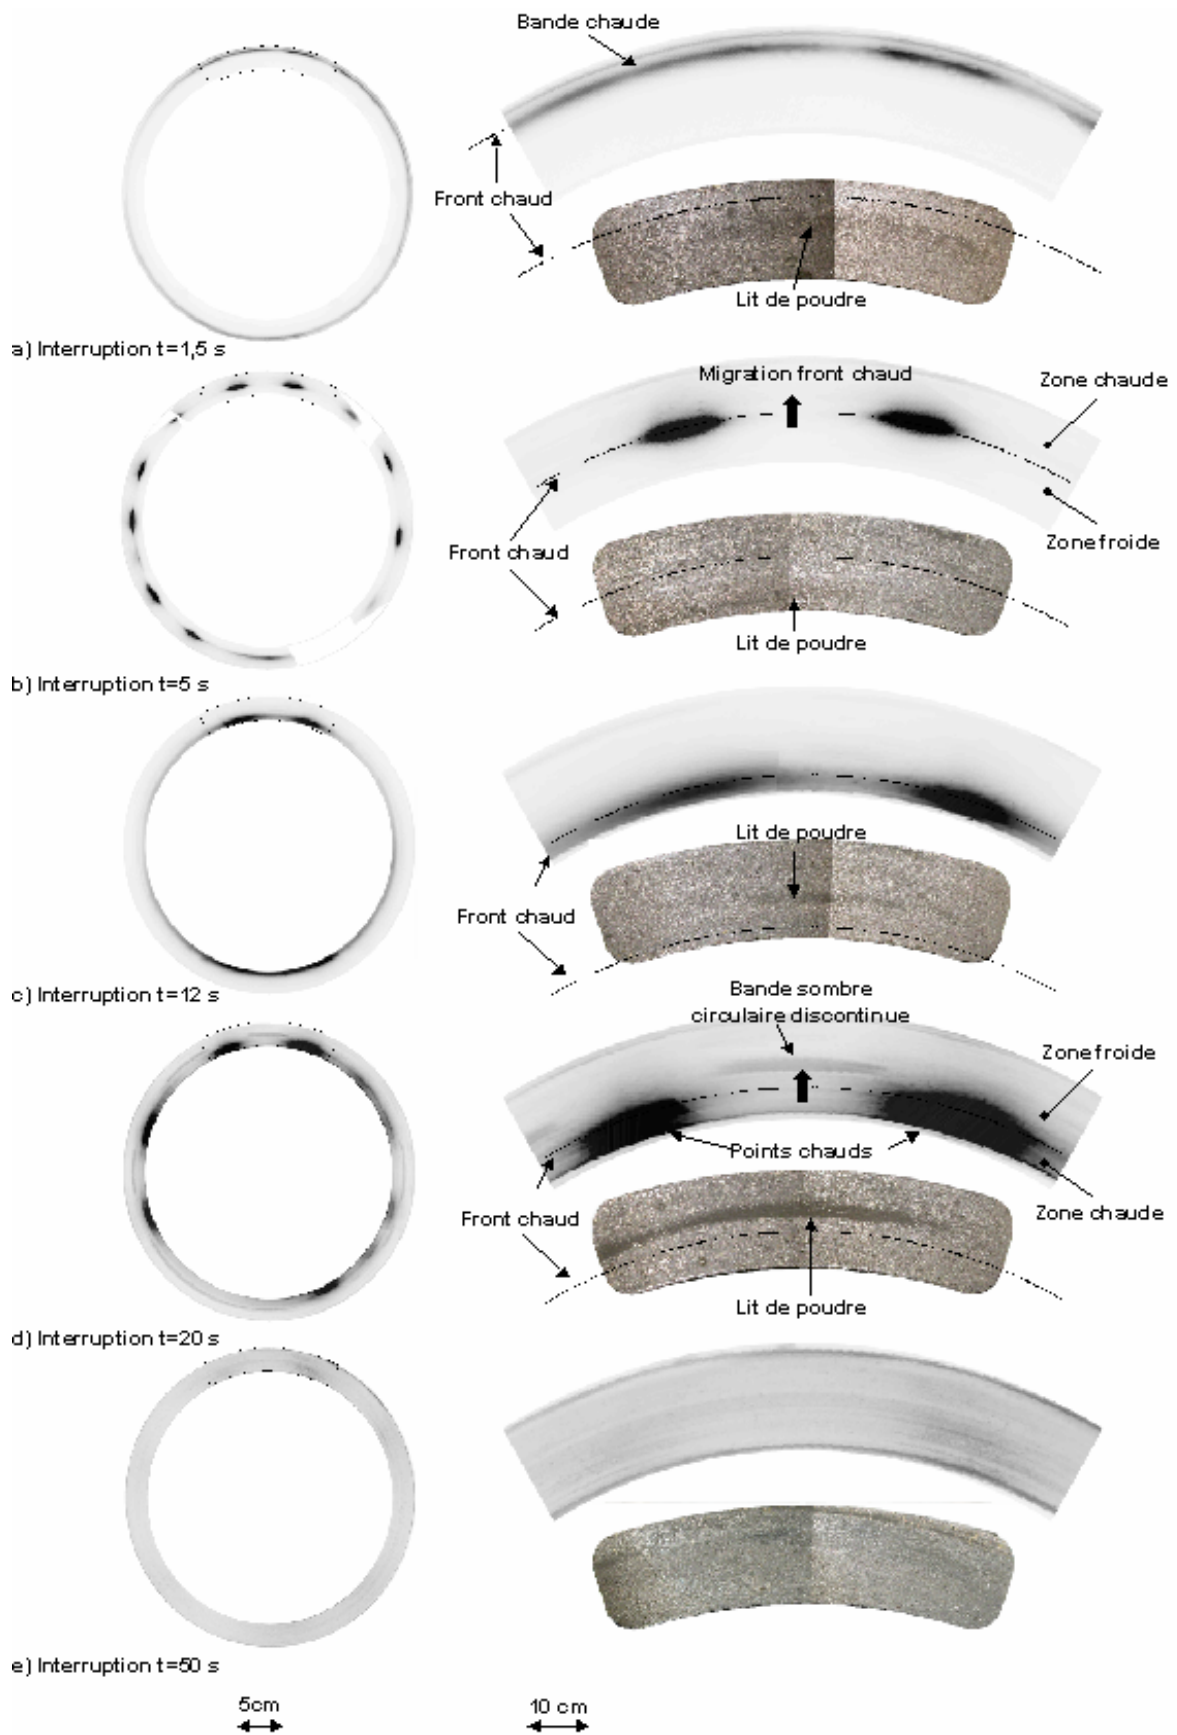 Bande chaude
Front chaud
Lit de poudre
a) Interruption t=1,5 s
Migration front chaud
Zone chaude
Front chaud
Zone froide
Lit de poudre
b) Interruption t=5 s
Lit de poudre
Front chaud
c) Interruption t=12 s
Bande sombre
circulaire discontinue
Zone froide
Points chauds
Front chaud
Zone chaude
Lit de poudre
d) Interruption t=20 s
e) Interruption t=50 s
5cm
10 cm